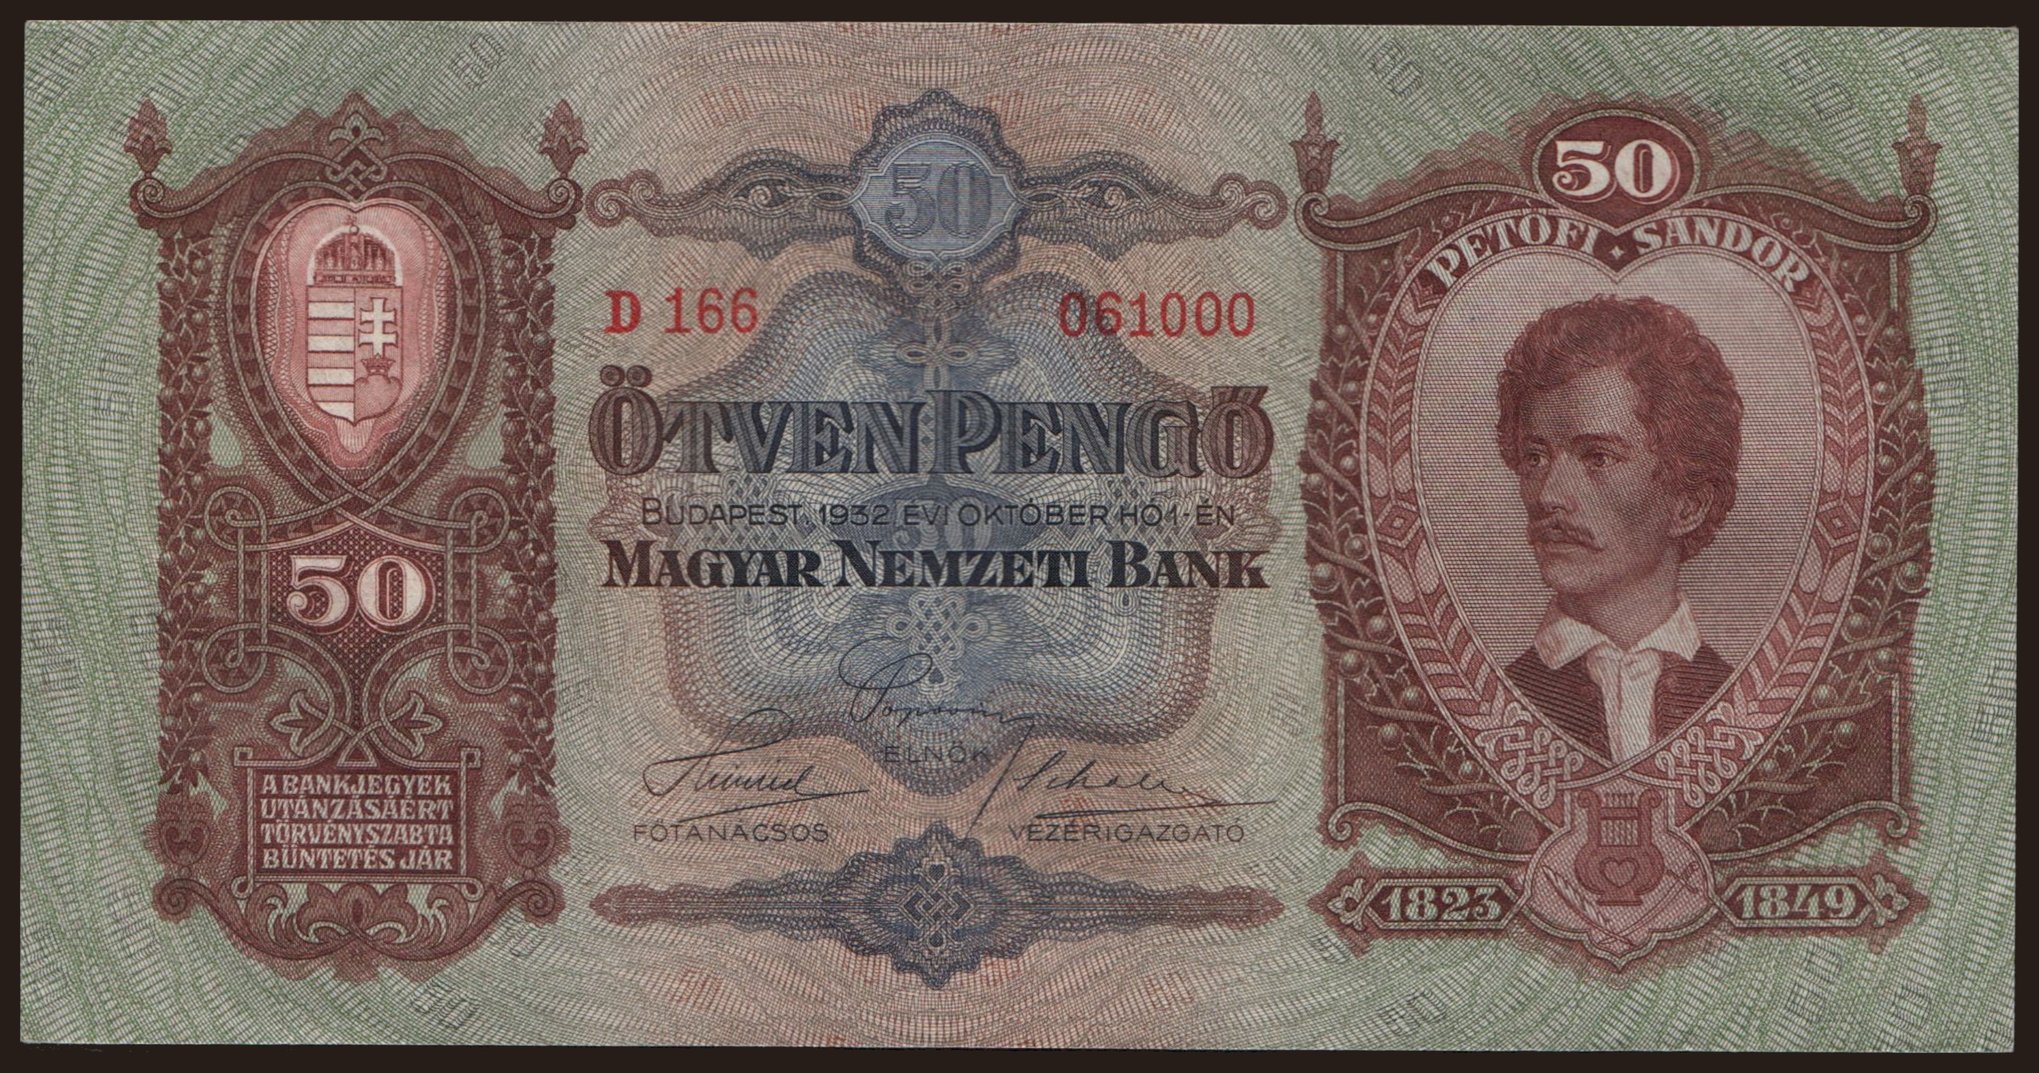 50
50
PETŐFI · SÁNDOR
D 166 061000
ÖTVEN PENGŐ
BUDAPEST, 1932 ÉVI OKTÓBER HÓ 1-ÉN
MAGYAR NEMZETI BANK
50
ELNÖK
FŐTANÁCSOS VEZÉRIGAZGATÓ
A BANKJEGYEK
UTÁNZÁSÁÉRT
TÖRVÉNYSZABTA
BÜNTETÉS JÁR
1823 1849